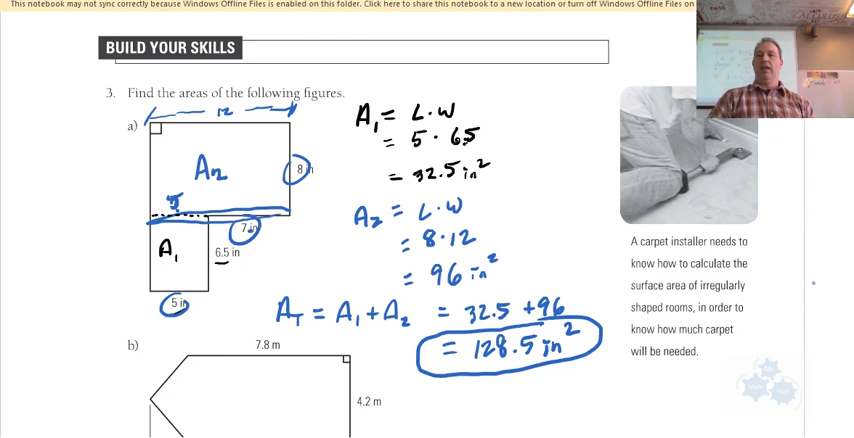 This notebook may not sync correctly because Windows Offline Files is enabled on this folder. Click here to share this notebook to a new location or turn off Windows Offline Files on
BUILD YOUR SKILLS
3. Find the areas of the following figures.
12
a)
A2
8 in
5
7 in
A1
6.5 in
5 in
A1 = L·W
= 5 · 6.5
= 32.5 in²
A2 = L·W
= 8·12
= 96 in²
AT = A1 + A2 = 32.5 + 96
= 128.5 in²
b)
7.8 m
4.2 m
A carpet installer needs to
know how to calculate the
surface area of irregularly
shaped rooms, in order to
know how much carpet
will be needed.